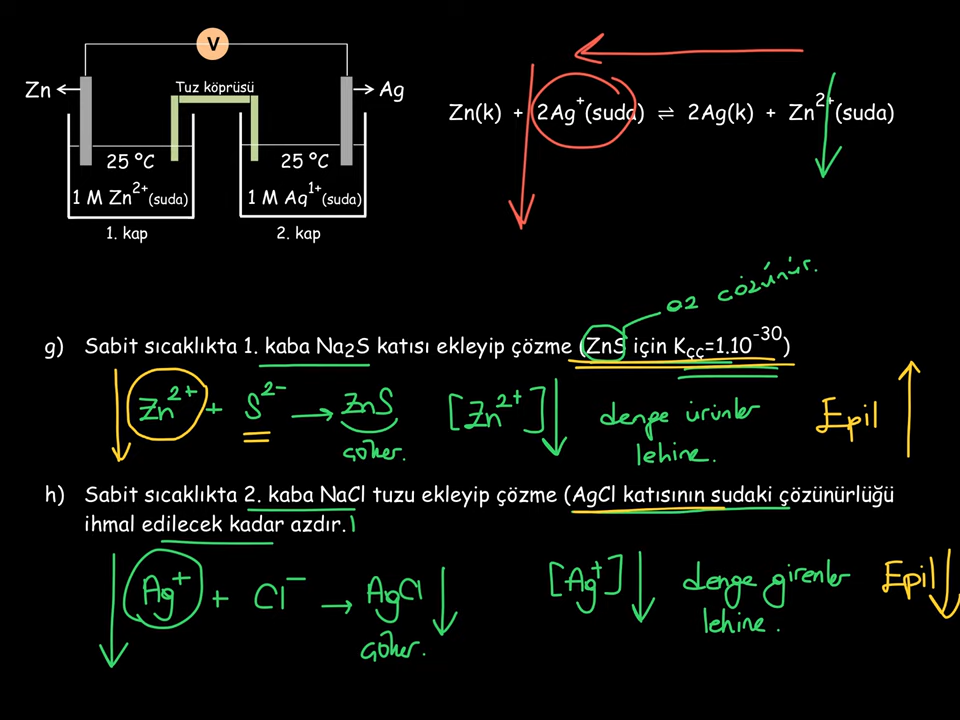 V
Zn
Tuz köprüsü
Ag
25 ºC
25 ºC
1 M Zn²⁺(suda)
1 M Ag¹⁺(suda)
1. kap
2. kap
Zn(k) + 2Ag⁺(suda) ⇌ 2Ag(k) + Zn²⁺(suda)
az çözünür.
g) Sabit sıcaklıkta 1. kaba Na₂S katısı ekleyip çözme (ZnS için Kçç=1.10⁻³⁰)
Zn²⁺ + S²⁻ → ZnS
çöker.
[Zn²⁺]↓
denge ürünler
lehine.
Epil ↑
h) Sabit sıcaklıkta 2. kaba NaCl tuzu ekleyip çözme (AgCl katısının sudaki çözünürlüğü
ihmal edilecek kadar azdır.)
Ag⁺ + Cl⁻ → AgCl↓
çöker.
[Ag⁺]↓
denge girenler
lehine.
Epil↓